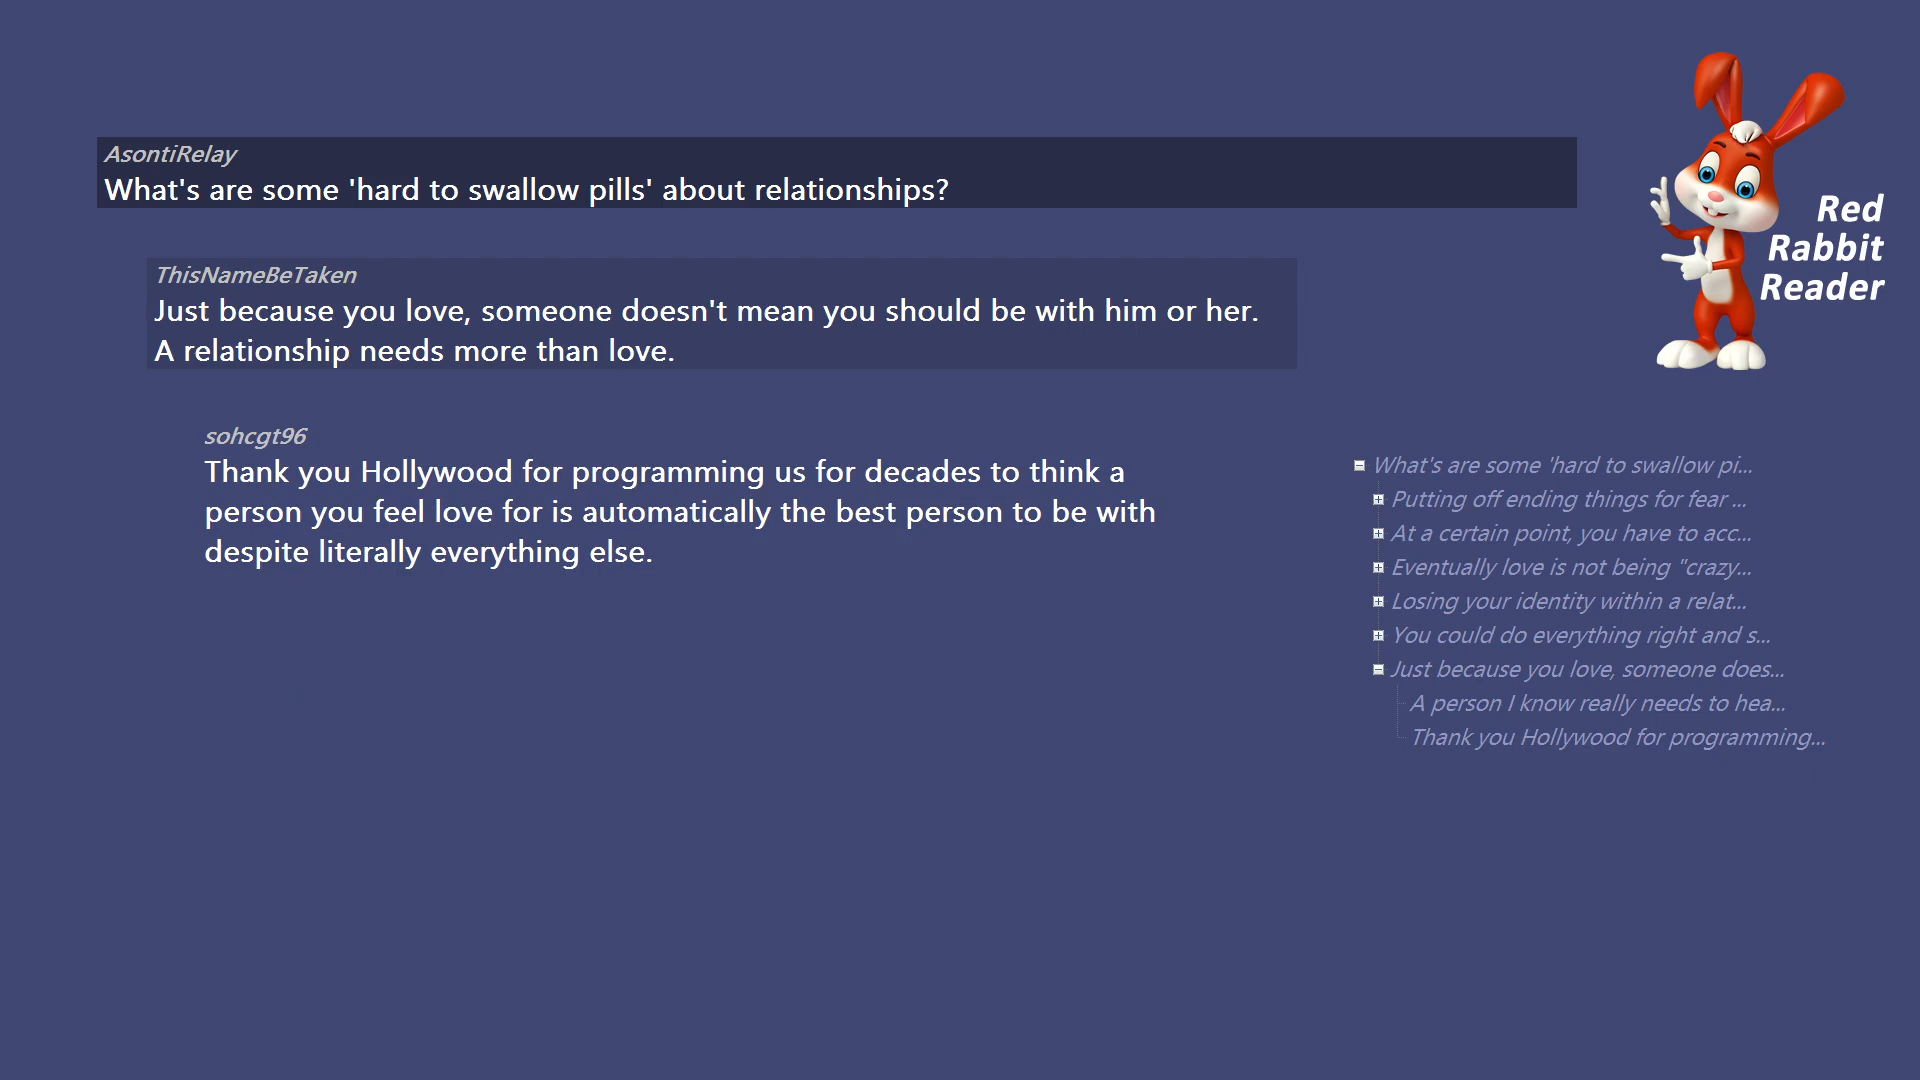 AsontiRelay
What's are some 'hard to swallow pills' about relationships?
ThisNameBeTaken
Just because you love, someone doesn't mean you should be with him or her.
A relationship needs more than love.
sohcgt96
Thank you Hollywood for programming us for decades to think a
person you feel love for is automatically the best person to be with
despite literally everything else.
Red
Rabbit
Reader
What's are some 'hard to swallow pi...
Putting off ending things for fear ...
At a certain point, you have to acc...
Eventually love is not being "crazy...
Losing your identity within a relat...
You could do everything right and s...
Just because you love, someone does...
A person I know really needs to hea...
Thank you Hollywood for programming...